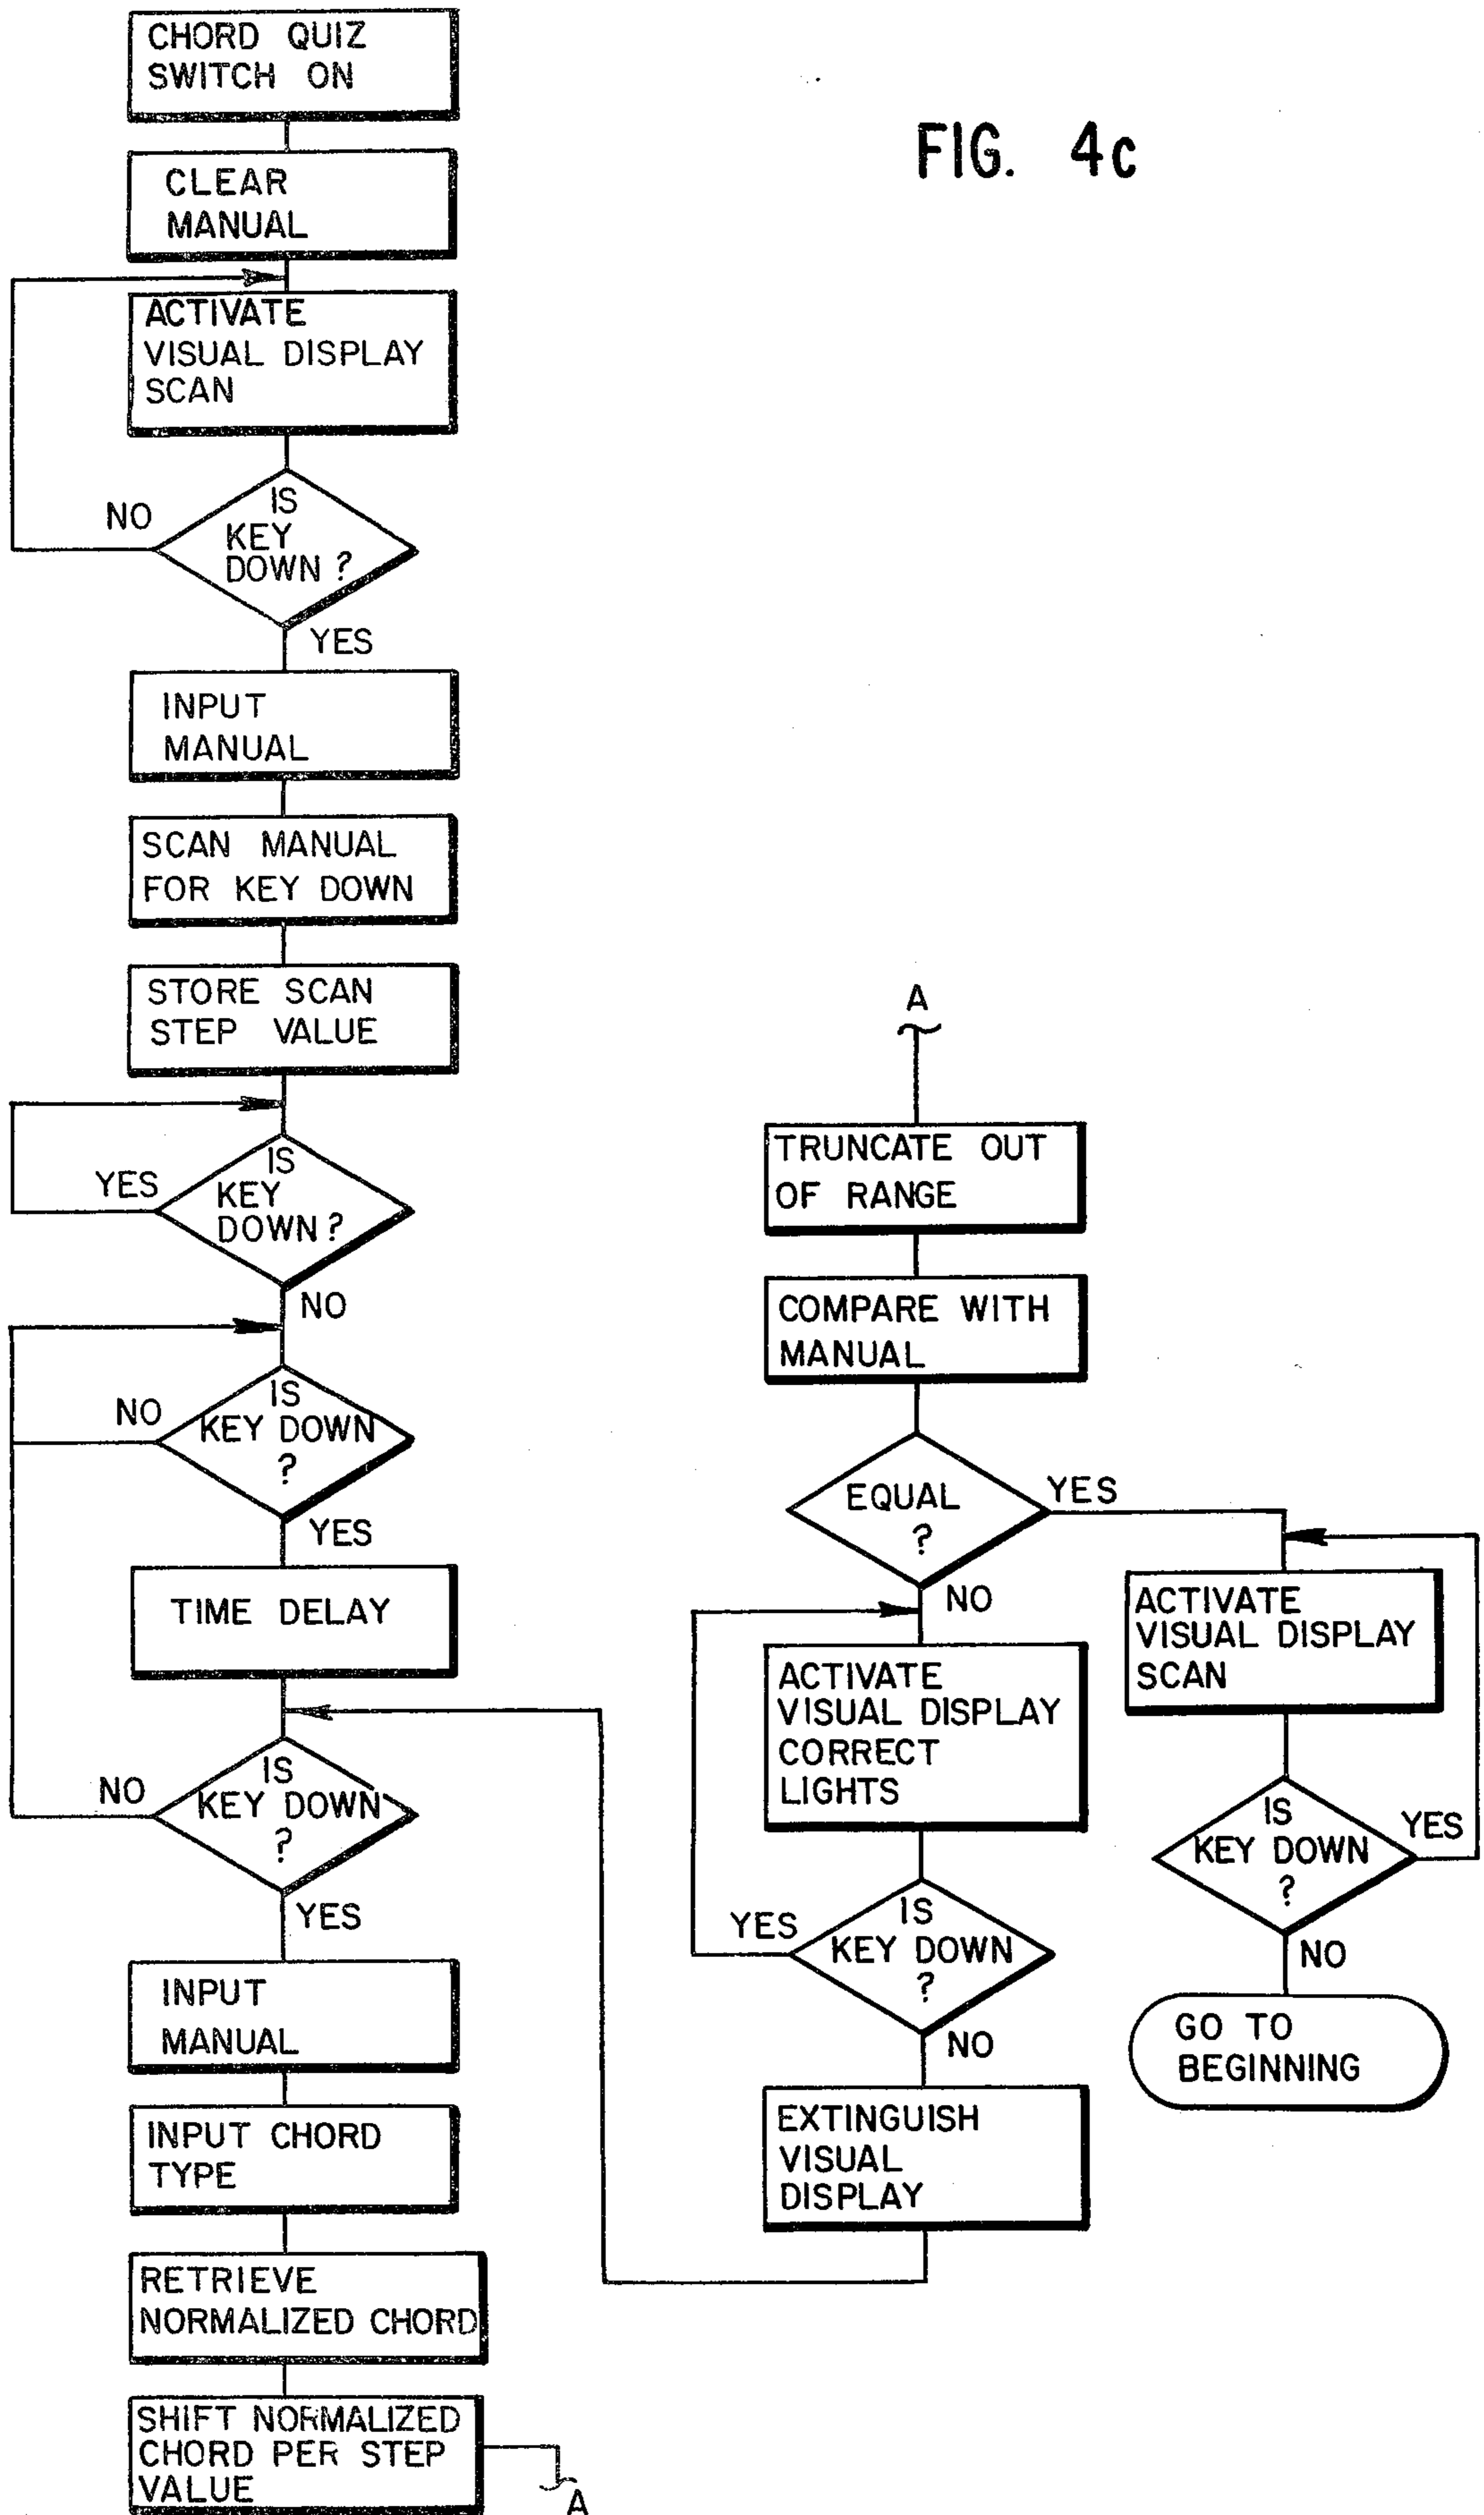 CHORD QUIZ
SWITCH ON
FIG. 4c
CLEAR
MANUAL
ACTIVATE
VISUAL DISPLAY
SCAN
NO
IS
KEY
DOWN ?
YES
INPUT
MANUAL
SCAN MANUAL
FOR KEY DOWN
STORE SCAN
STEP VALUE
YES
IS
KEY
DOWN ?
NO
NO
IS
KEY DOWN
?
YES
TIME DELAY
NO
IS
KEY DOWN
?
YES
INPUT
MANUAL
INPUT CHORD
TYPE
RETRIEVE
NORMALIZED CHORD
SHIFT NORMALIZED
CHORD PER STEP
VALUE
A
A
TRUNCATE OUT
OF RANGE
COMPARE WITH
MANUAL
EQUAL
?
YES
NO
ACTIVATE
VISUAL DISPLAY
CORRECT
LIGHTS
YES
IS
KEY DOWN
?
NO
EXTINGUISH
VISUAL
DISPLAY
ACTIVATE
VISUAL DISPLAY
SCAN
IS
KEY DOWN
?
YES
NO
GO TO
BEGINNING